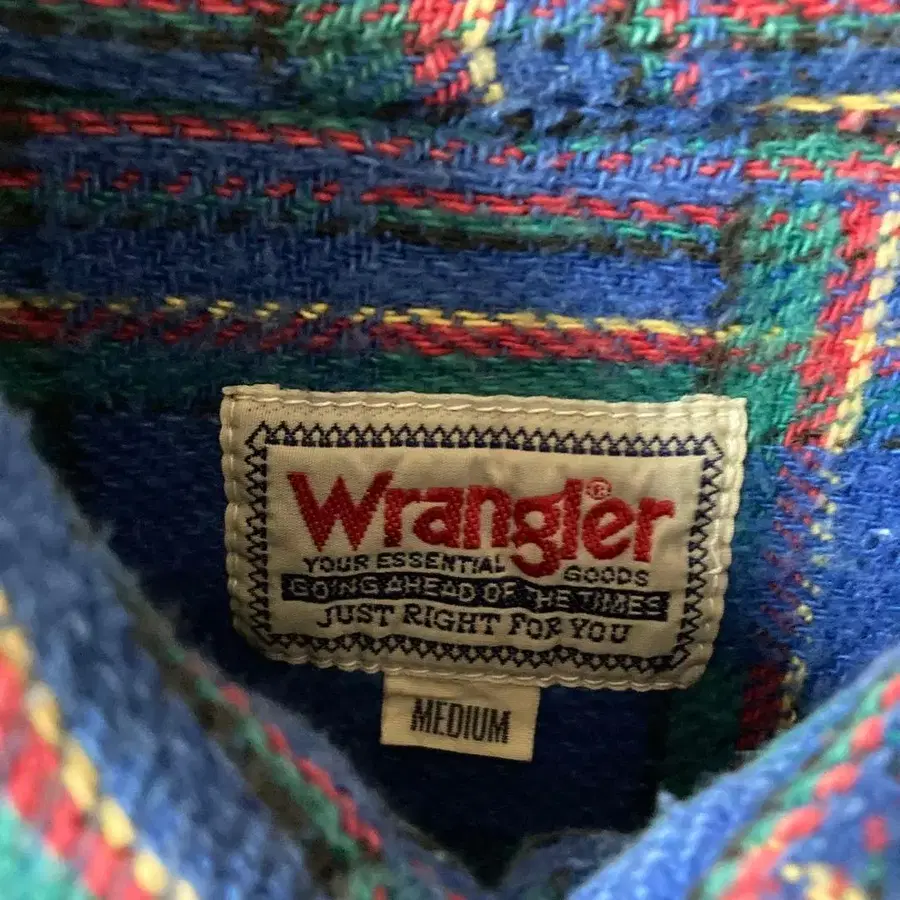 Wrangler®
YOUR ESSENTIAL GOODS
GOING AHEAD OF THE TIMES
JUST RIGHT FOR YOU
MEDIUM